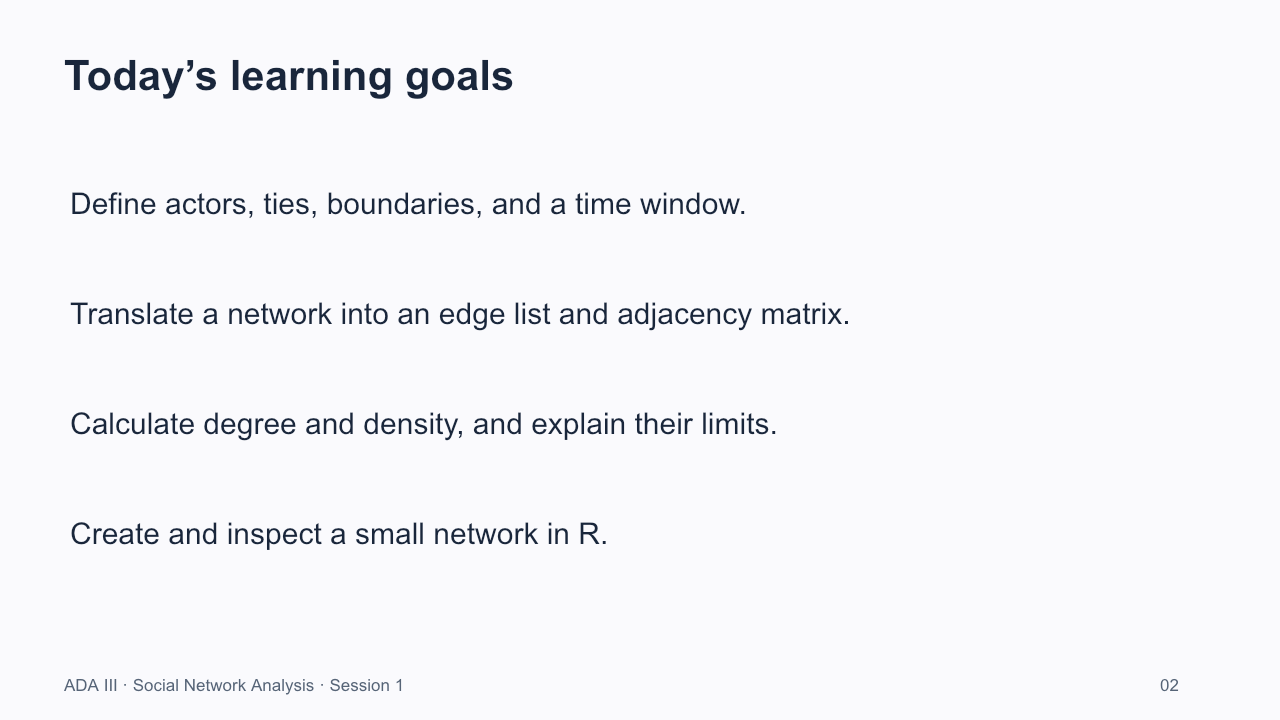 Today’s learning goals
Define actors, ties, boundaries, and a time window.
Translate a network into an edge list and adjacency matrix.
Calculate degree and density, and explain their limits.
Create and inspect a small network in R.
ADA III · Social Network Analysis · Session 1
02